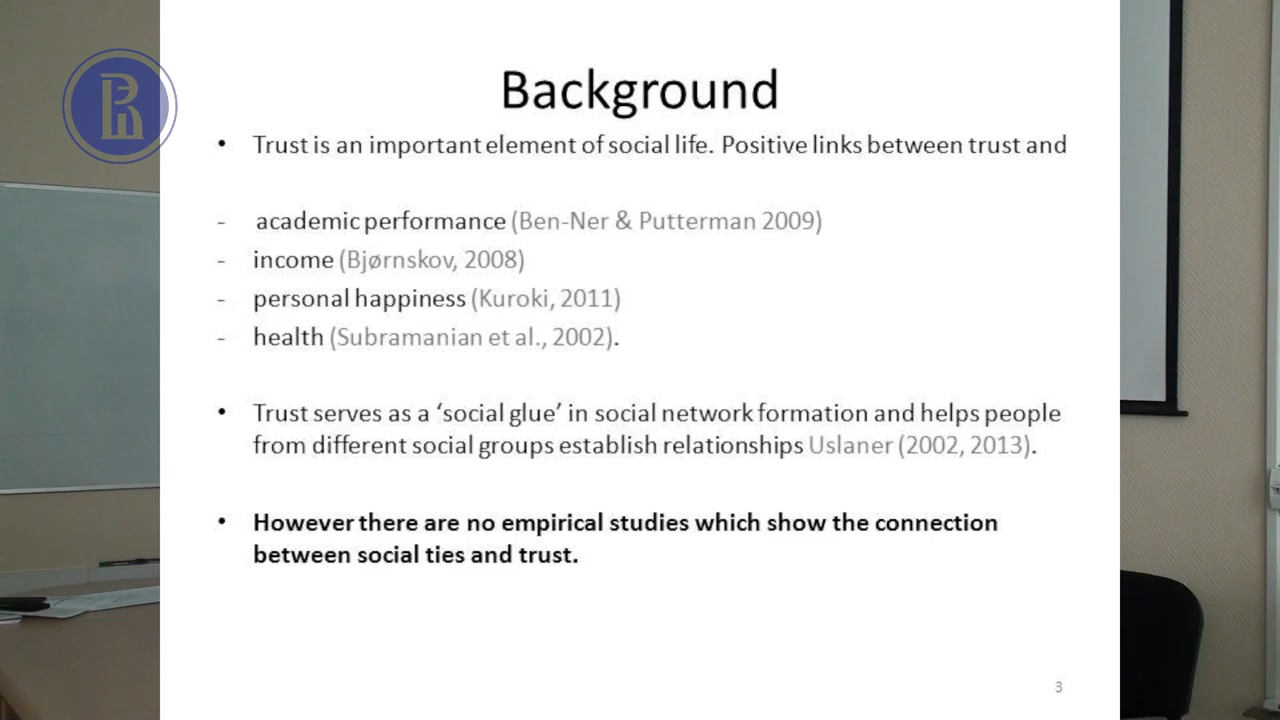 Background
• Trust is an important element of social life. Positive links between trust and
- academic performance (Ben-Ner & Putterman 2009)
- income (Bjørnskov, 2008)
- personal happiness (Kuroki, 2011)
- health (Subramanian et al., 2002).
• Trust serves as a ‘social glue’ in social network formation and helps people
from different social groups establish relationships Uslaner (2002, 2013).
• However there are no empirical studies which show the connection
between social ties and trust.
3